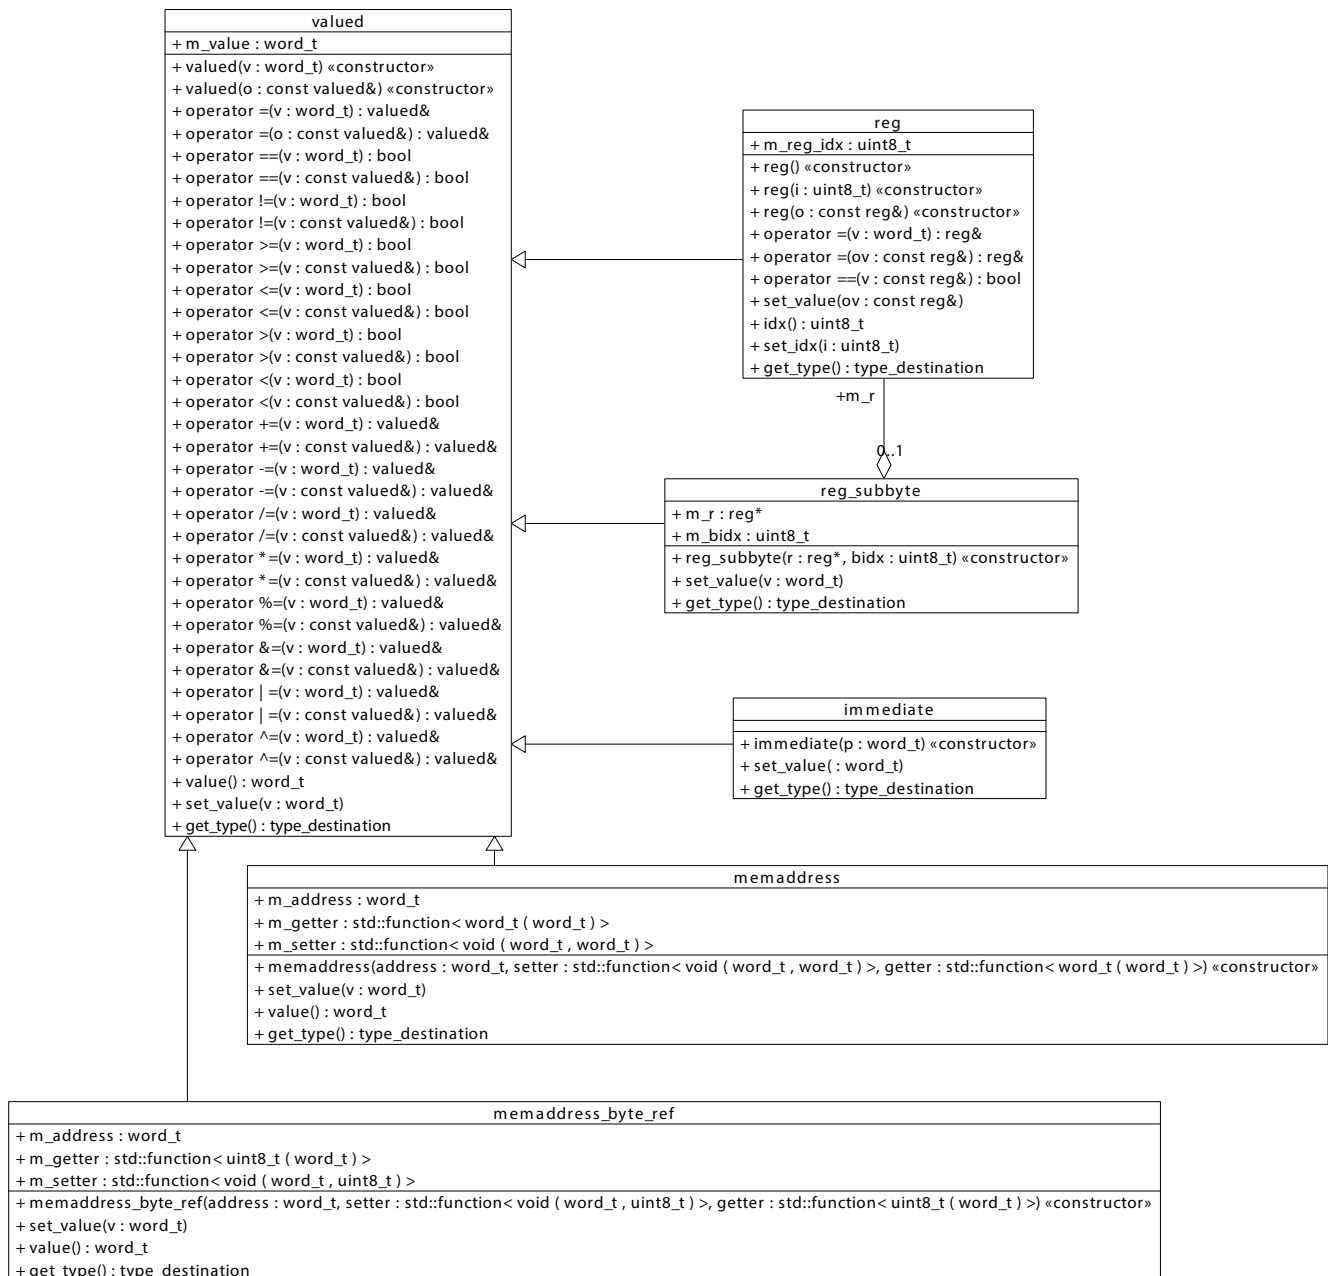 valued
+ m_value : word_t
+ valued(v : word_t) «constructor»
+ valued(o : const valued&) «constructor»
+ operator =(v : word_t) : valued&
+ operator =(o : const valued&) : valued&
+ operator ==(v : word_t) : bool
+ operator ==(v : const valued&) : bool
+ operator !=(v : word_t) : bool
+ operator !=(v : const valued&) : bool
+ operator >=(v : word_t) : bool
+ operator >=(v : const valued&) : bool
+ operator <=(v : word_t) : bool
+ operator <=(v : const valued&) : bool
+ operator >(v : word_t) : bool
+ operator >(v : const valued&) : bool
+ operator <(v : word_t) : bool
+ operator <(v : const valued&) : bool
+ operator +=(v : word_t) : valued&
+ operator +=(v : const valued&) : valued&
+ operator -=(v : word_t) : valued&
+ operator -=(v : const valued&) : valued&
+ operator /=(v : word_t) : valued&
+ operator /=(v : const valued&) : valued&
+ operator *=(v : word_t) : valued&
+ operator *=(v : const valued&) : valued&
+ operator %=(v : word_t) : valued&
+ operator %=(v : const valued&) : valued&
+ operator &=(v : word_t) : valued&
+ operator &=(v : const valued&) : valued&
+ operator | =(v : word_t) : valued&
+ operator | =(v : const valued&) : valued&
+ operator ^=(v : word_t) : valued&
+ operator ^=(v : const valued&) : valued&
+ value() : word_t
+ set_value(v : word_t)
+ get_type() : type_destination
reg
+ m_reg_idx : uint8_t
+ reg() «constructor»
+ reg(i : uint8_t) «constructor»
+ reg(o : const reg&) «constructor»
+ operator =(v : word_t) : reg&
+ operator =(ov : const reg&) : reg&
+ operator ==(v : const reg&) : bool
+ set_value(ov : const reg&)
+ idx() : uint8_t
+ set_idx(i : uint8_t)
+ get_type() : type_destination
+m_r
0..1
reg_subbyte
+ m_r : reg*
+ m_bidx : uint8_t
+ reg_subbyte(r : reg*, bidx : uint8_t) «constructor»
+ set_value(v : word_t)
+ get_type() : type_destination
immediate
+ immediate(p : word_t) «constructor»
+ set_value( : word_t)
+ get_type() : type_destination
memaddress
+ m_address : word_t
+ m_getter : std::function< word_t ( word_t ) >
+ m_setter : std::function< void ( word_t , word_t ) >
+ memaddress(address : word_t, setter : std::function< void ( word_t , word_t ) >, getter : std::function< word_t ( word_t ) >) «constructor»
+ set_value(v : word_t)
+ value() : word_t
+ get_type() : type_destination
memaddress_byte_ref
+ m_address : word_t
+ m_getter : std::function< uint8_t ( word_t ) >
+ m_setter : std::function< void ( word_t , uint8_t ) >
+ memaddress_byte_ref(address : word_t, setter : std::function< void ( word_t , uint8_t ) >, getter : std::function< uint8_t ( word_t ) >) «constructor»
+ set_value(v : word_t)
+ value() : word_t
+ get_type() : type_destination